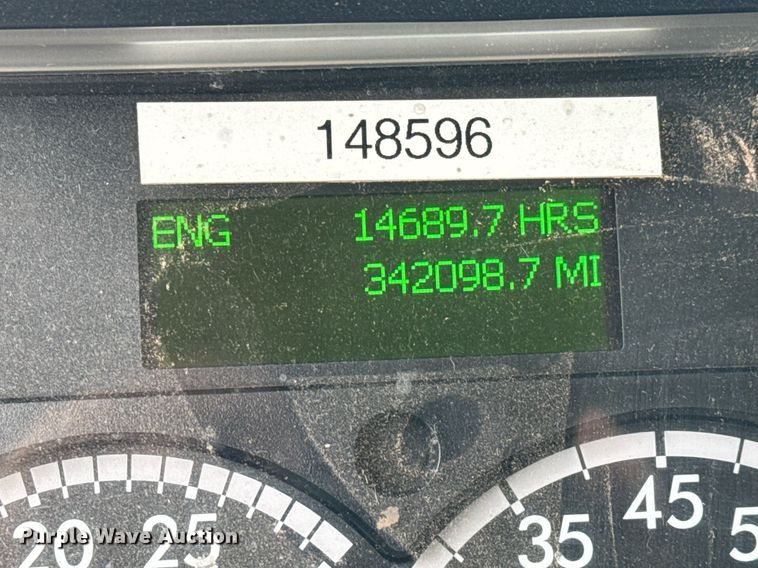 148596
ENG 14689.7 HRS
342098.7 MI
20 25
35 45
Purple Wave Auction